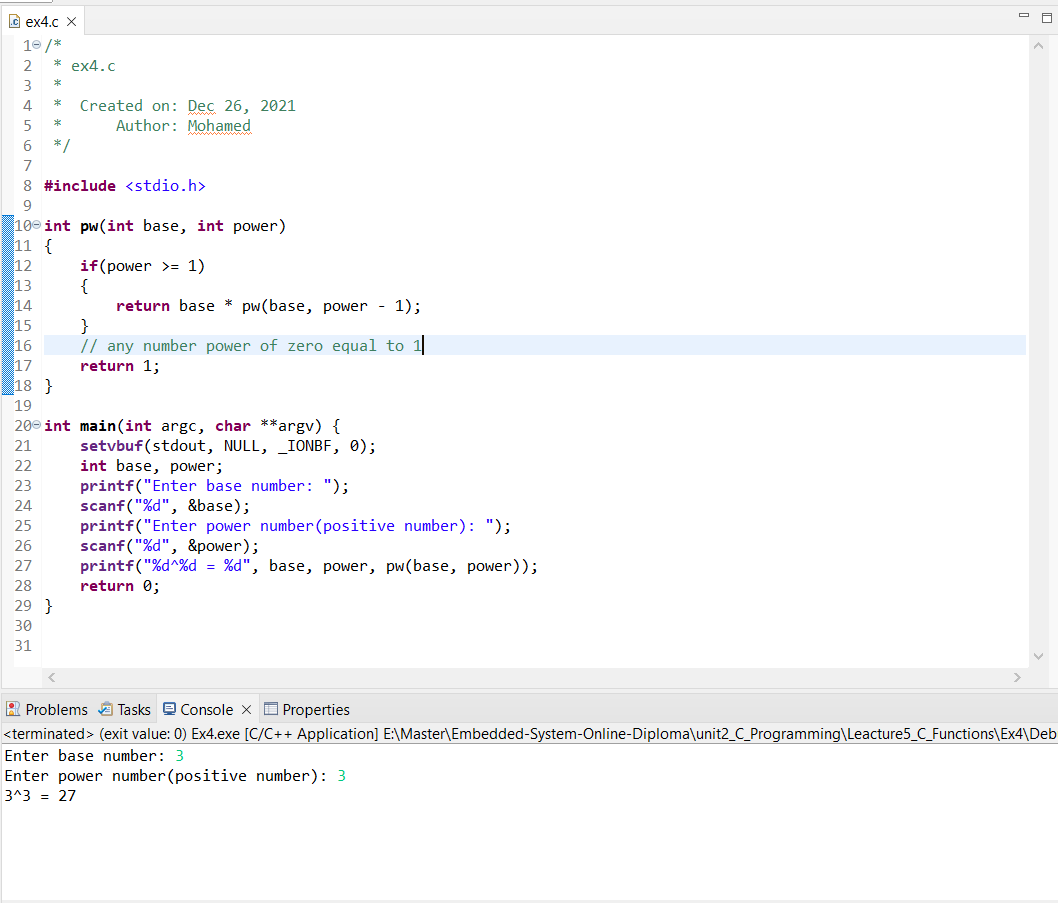 ex4.c
1 /*
2  * ex4.c
3  *
4  *  Created on: Dec 26, 2021
5  *      Author: Mohamed
6  */
7
8 #include <stdio.h>
9
10 int pw(int base, int power)
11 {
12     if(power >= 1)
13     {
14         return base * pw(base, power - 1);
15     }
16     // any number power of zero equal to 1
17     return 1;
18 }
19
20 int main(int argc, char **argv) {
21     setvbuf(stdout, NULL, _IONBF, 0);
22     int base, power;
23     printf("Enter base number: ");
24     scanf("%d", &base);
25     printf("Enter power number(positive number): ");
26     scanf("%d", &power);
27     printf("%d^%d = %d", base, power, pw(base, power));
28     return 0;
29 }
30
31
Problems Tasks Console Properties
<terminated> (exit value: 0) Ex4.exe [C/C++ Application] E:\Master\Embedded-System-Online-Diploma\unit2_C_Programming\Leacture5_C_Functions\Ex4\Deb
Enter base number: 3
Enter power number(positive number): 3
3^3 = 27